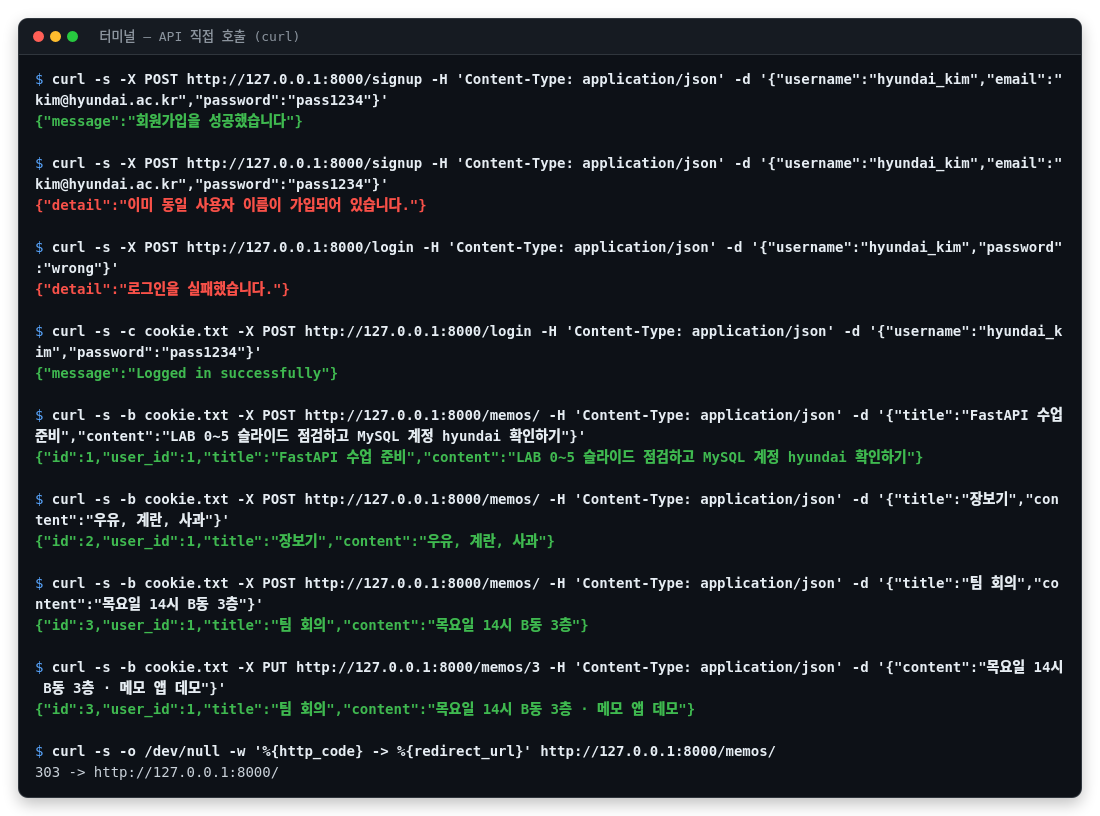 터미널 — API 직접 호출 (curl)
$ curl -s -X POST http://127.0.0.1:8000/signup -H 'Content-Type: application/json' -d '{"username":"hyundai_kim","email":"
kim@hyundai.ac.kr","password":"pass1234"}'
{"message":"회원가입을 성공했습니다"}
$ curl -s -X POST http://127.0.0.1:8000/signup -H 'Content-Type: application/json' -d '{"username":"hyundai_kim","email":"
kim@hyundai.ac.kr","password":"pass1234"}'
{"detail":"이미 동일 사용자 이름이 가입되어 있습니다."}
$ curl -s -X POST http://127.0.0.1:8000/login -H 'Content-Type: application/json' -d '{"username":"hyundai_kim","password"
:"wrong"}'
{"detail":"로그인을 실패했습니다."}
$ curl -s -c cookie.txt -X POST http://127.0.0.1:8000/login -H 'Content-Type: application/json' -d '{"username":"hyundai_k
im","password":"pass1234"}'
{"message":"Logged in successfully"}
$ curl -s -b cookie.txt -X POST http://127.0.0.1:8000/memos/ -H 'Content-Type: application/json' -d '{"title":"FastAPI 수업
준비","content":"LAB 0~5 슬라이드 점검하고 MySQL 계정 hyundai 확인하기"}'
{"id":1,"user_id":1,"title":"FastAPI 수업 준비","content":"LAB 0~5 슬라이드 점검하고 MySQL 계정 hyundai 확인하기"}
$ curl -s -b cookie.txt -X POST http://127.0.0.1:8000/memos/ -H 'Content-Type: application/json' -d '{"title":"장보기","con
tent":"우유, 계란, 사과"}'
{"id":2,"user_id":1,"title":"장보기","content":"우유, 계란, 사과"}
$ curl -s -b cookie.txt -X POST http://127.0.0.1:8000/memos/ -H 'Content-Type: application/json' -d '{"title":"팀 회의","co
ntent":"목요일 14시 B동 3층"}'
{"id":3,"user_id":1,"title":"팀 회의","content":"목요일 14시 B동 3층"}
$ curl -s -b cookie.txt -X PUT http://127.0.0.1:8000/memos/3 -H 'Content-Type: application/json' -d '{"content":"목요일 14시
B동 3층 · 메모 앱 데모"}'
{"id":3,"user_id":1,"title":"팀 회의","content":"목요일 14시 B동 3층 · 메모 앱 데모"}
$ curl -s -o /dev/null -w '%{http_code} -> %{redirect_url}' http://127.0.0.1:8000/memos/
303 -> http://127.0.0.1:8000/